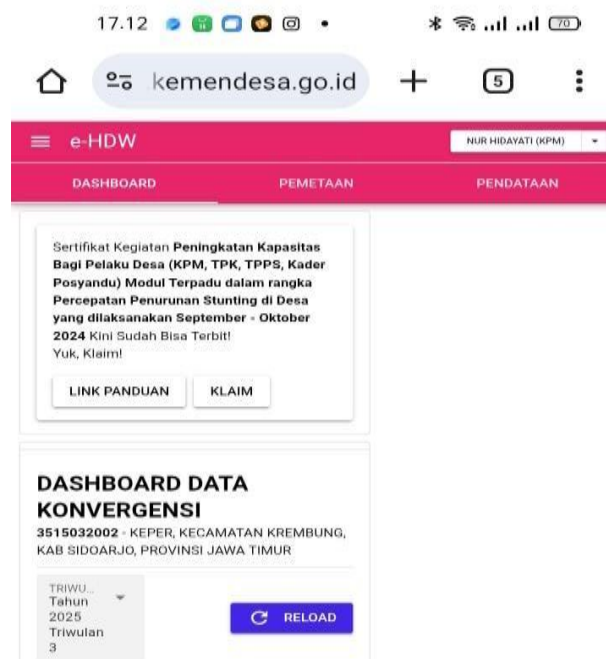 17.12
70
.kemendesa.go.id
5
e-HDW
NUR HIDAYATI (KPM)
DASHBOARD PEMETAAN PENDATAAN
Sertifikat Kegiatan Peningkatan Kapasitas
Bagi Pelaku Desa (KPM, TPK, TPPS, Kader
Posyandu) Modul Terpadu dalam rangka
Percepatan Penurunan Stunting di Desa
yang dilaksanakan September - Oktober
2024 Kini Sudah Bisa Terbit!
Yuk, Klaim!
LINK PANDUAN KLAIM
DASHBOARD DATA
KONVERGENSI
3515032002 - KEPER, KECAMATAN KREMBUNG,
KAB SIDOARJO, PROVINSI JAWA TIMUR
TRIWU...
Tahun
2025
Triwulan
3
RELOAD